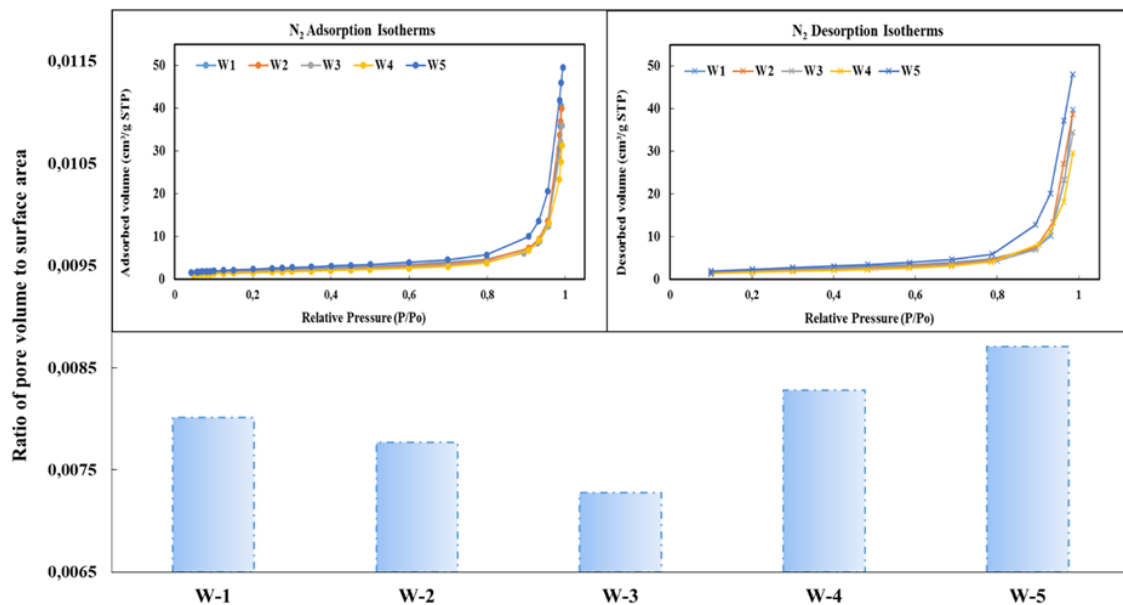 Ratio of pore volume to surface area
0,0115
0,0105
0,0095
0,0085
0,0075
0,0065
N₂ Adsorption Isotherms
W1 W2 W3 W4 W5
Adsorbed volume (cm³/g STP)
50
40
30
20
10
0
0 0,2 0,4 0,6 0,8 1
Relative Pressure (P/Po)
N₂ Desorption Isotherms
W1 W2 W3 W4 W5
Desorbed volume (cm³/g STP)
50
40
30
20
10
0
0 0,2 0,4 0,6 0,8 1
Relative Pressure (P/Po)
W-1 W-2 W-3 W-4 W-5